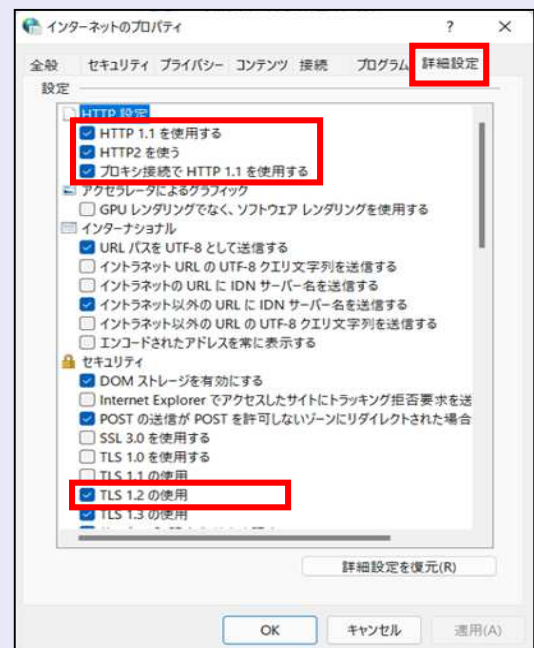 インターネットのプロパティ ? ×
全般 セキュリティ プライバシー コンテンツ 接続 プログラム 詳細設定
設定
HTTP 設定
HTTP 1.1 を使用する
HTTP2 を使う
プロキシ接続で HTTP 1.1 を使用する
アクセラレータによるグラフィック
GPU レンダリングでなく、ソフトウェア レンダリングを使用する
インターナショナル
URL パスを UTF-8 として送信する
イントラネット URL の UTF-8 クエリ文字列を送信する
イントラネットの URL に IDN サーバー名を送信する
イントラネット以外の URL に IDN サーバー名を送信する
イントラネット以外の URL の UTF-8 クエリ文字列を送信する
エンコードされたアドレスを常に表示する
セキュリティ
DOM ストレージを有効にする
Internet Explorer でアクセスしたサイトにトラッキング拒否要求を送
POST の送信が POST を許可しないゾーンにリダイレクトされた場合
SSL 3.0 を使用する
TLS 1.0 を使用する
TLS 1.1 の使用
TLS 1.2 の使用
TLS 1.3 の使用
詳細設定を復元(R)
OK キャンセル 適用(A)